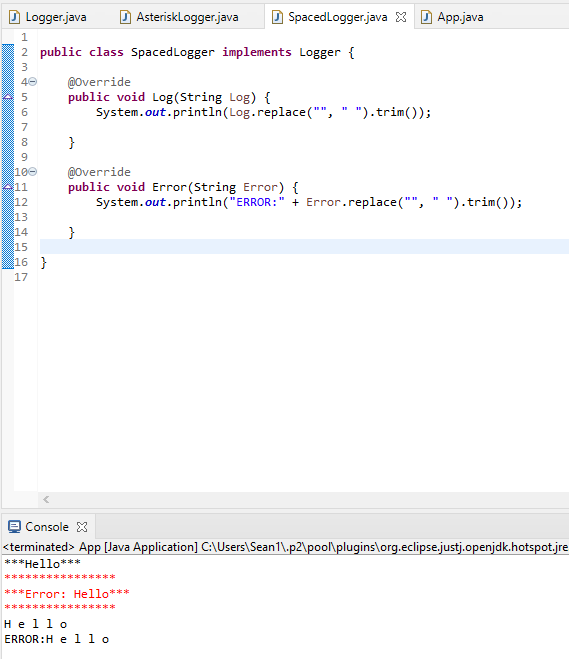 Logger.java AsteriskLogger.java SpacedLogger.java App.java
1
2 public class SpacedLogger implements Logger {
3
4 @Override
5 public void Log(String Log) {
6 System.out.println(Log.replace("", " ").trim());
7
8 }
9
10 @Override
11 public void Error(String Error) {
12 System.out.println("ERROR:" + Error.replace("", " ").trim());
13
14 }
15
16 }
17
Console
<terminated> App [Java Application] C:\Users\Sean1\.p2\pool\plugins\org.eclipse.justj.openjdk.hotspot.jre
***Hello***
****************
***Error: Hello***
****************
H e l l o
ERROR:H e l l o